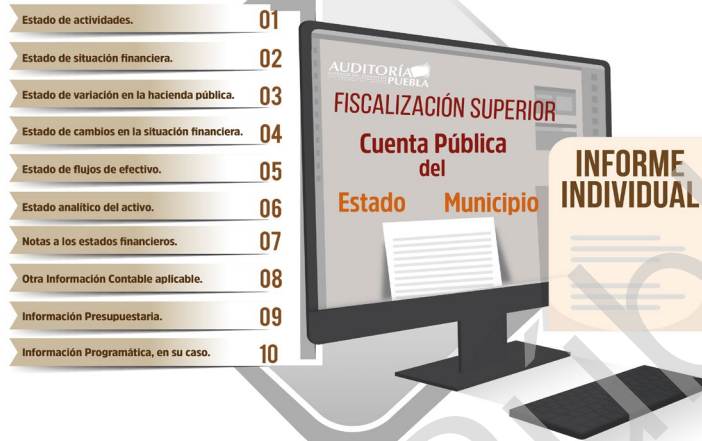 Estado de actividades. 01
Estado de situación financiera. 02
Estado de variación en la hacienda pública. 03
Estado de cambios en la situación financiera. 04
Estado de flujos de efectivo. 05
Estado analítico del activo. 06
Notas a los estados financieros. 07
Otra Información Contable aplicable. 08
Información Presupuestaria. 09
Información Programática, en su caso. 10
AUDITORÍA
PUEBLA
FISCALIZACIÓN SUPERIOR
Cuenta Pública
del
Estado Municipio
INFORME
INDIVIDUAL